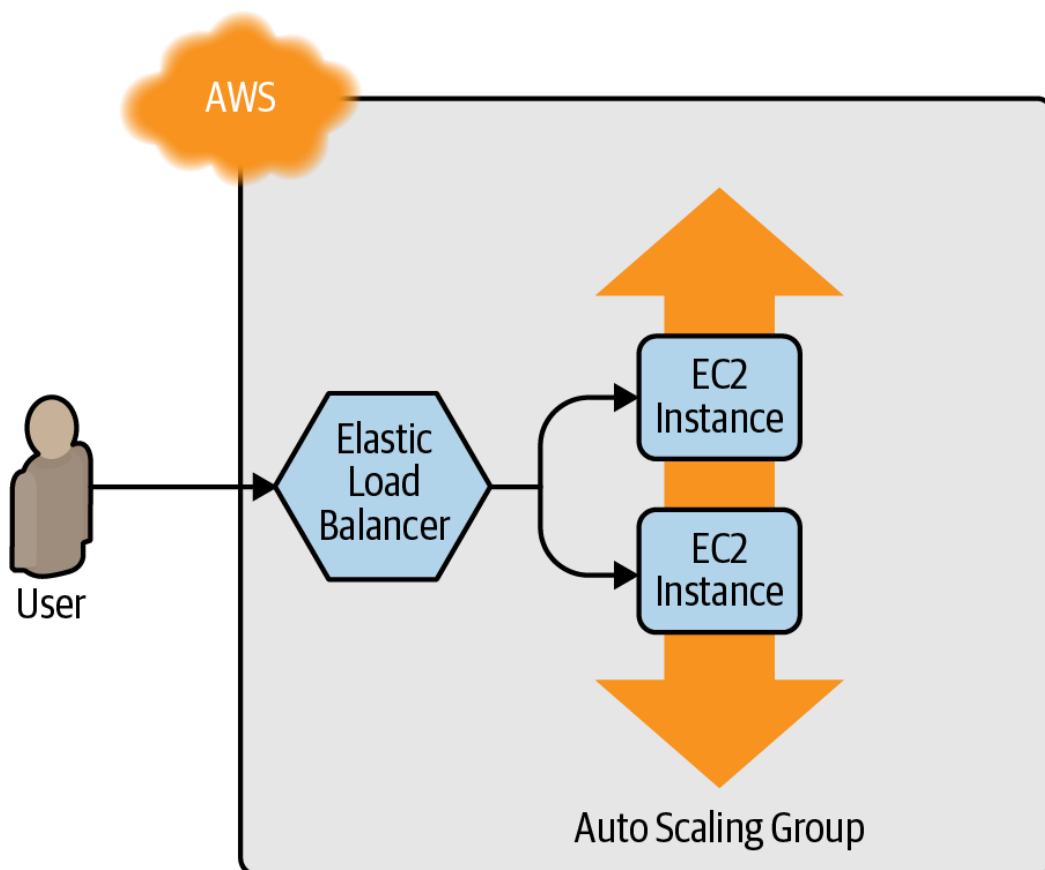 AWS
User
Elastic
Load
Balancer
EC2
Instance
EC2
Instance
Auto Scaling Group